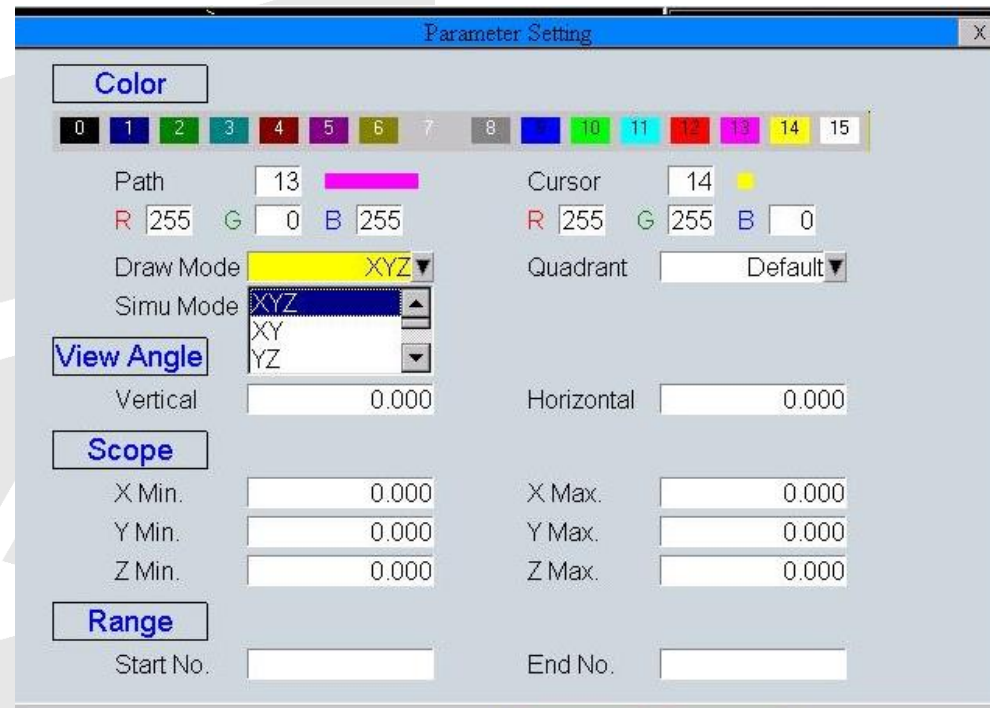 Parameter Setting X
Color
0 1 2 3 4 5 6 7 8 9 10 11 12 13 14 15
Path 13 Cursor 14
R 255 G 0 B 255 R 255 G 255 B 0
Draw Mode XYZ Quadrant Default
Simu Mode XYZ
XY
View Angle YZ
Vertical 0.000 Horizontal 0.000
Scope
X Min. 0.000 X Max. 0.000
Y Min. 0.000 Y Max. 0.000
Z Min. 0.000 Z Max. 0.000
Range
Start No. End No.